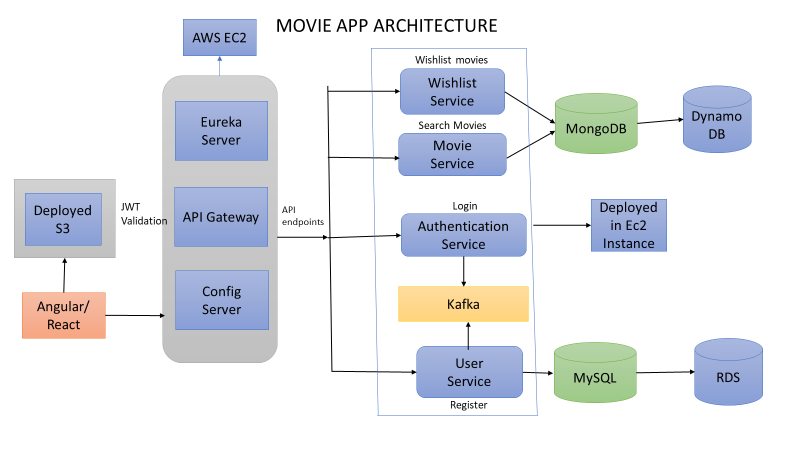 MOVIE APP ARCHITECTURE
AWS EC2
Eureka
Server
API Gateway
Config
Server
JWT
Validation
Deployed
S3
Angular/
React
API
endpoints
Wishlist movies
Wishlist
Service
Search Movies
Movie
Service
Login
Authentication
Service
Kafka
User
Service
Register
MongoDB
Dynamo
DB
Deployed
in Ec2
Instance
MySQL
RDS